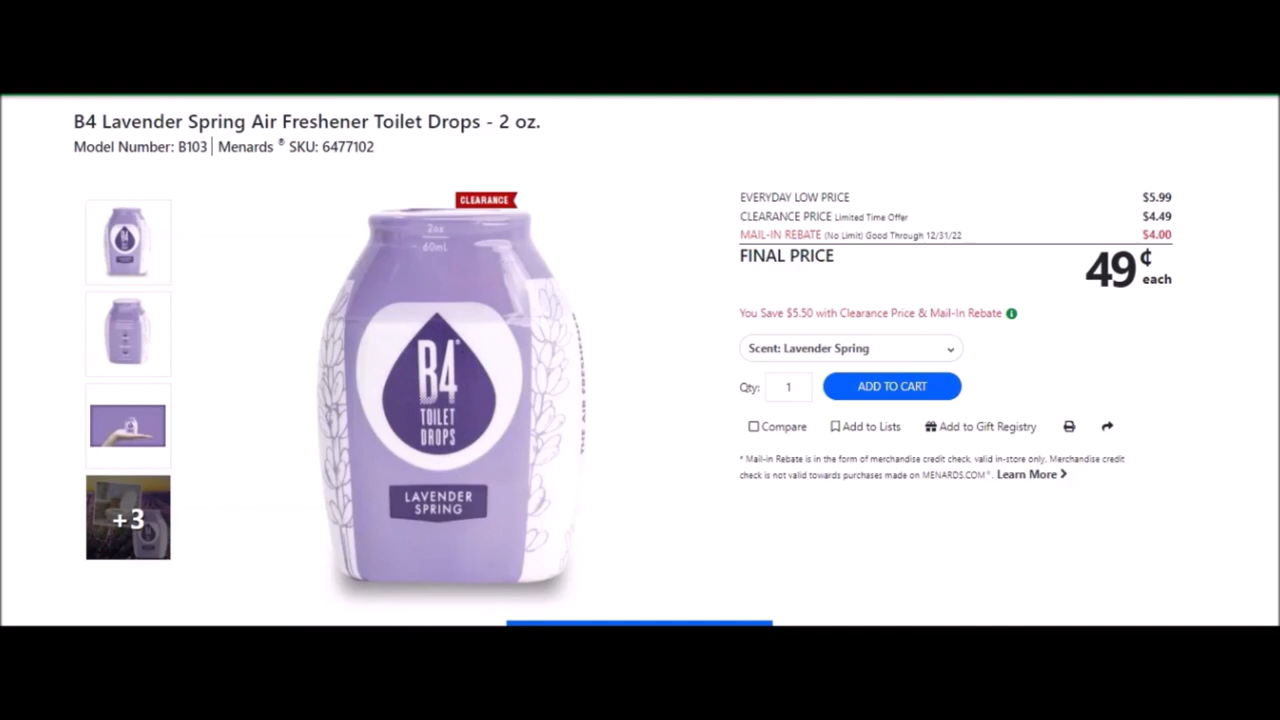 B4 Lavender Spring Air Freshener Toilet Drops - 2 oz.
Model Number: B103 | Menards ® SKU: 6477102
CLEARANCE
2oz
60mL
B4
TOILET
DROPS
LAVENDER
SPRING
THE AIR FRESHENE
+3
EVERYDAY LOW PRICE $5.99
CLEARANCE PRICE Limited Time Offer $4.49
MAIL-IN REBATE (No Limit) Good Through 12/31/22 $4.00
FINAL PRICE 49¢ each
You Save $5.50 with Clearance Price & Mail-In Rebate
Scent: Lavender Spring
Qty: 1 ADD TO CART
Compare Add to Lists Add to Gift Registry
* Mail-in Rebate is in the form of merchandise credit check, valid in-store only. Merchandise credit
check is not valid towards purchases made on MENARDS.COM®. Learn More